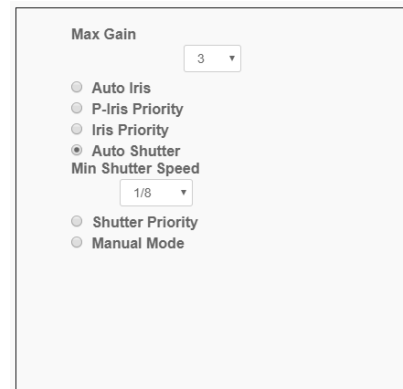 Max Gain
3
Auto Iris
P-Iris Priority
Iris Priority
Auto Shutter
Min Shutter Speed
1/8
Shutter Priority
Manual Mode